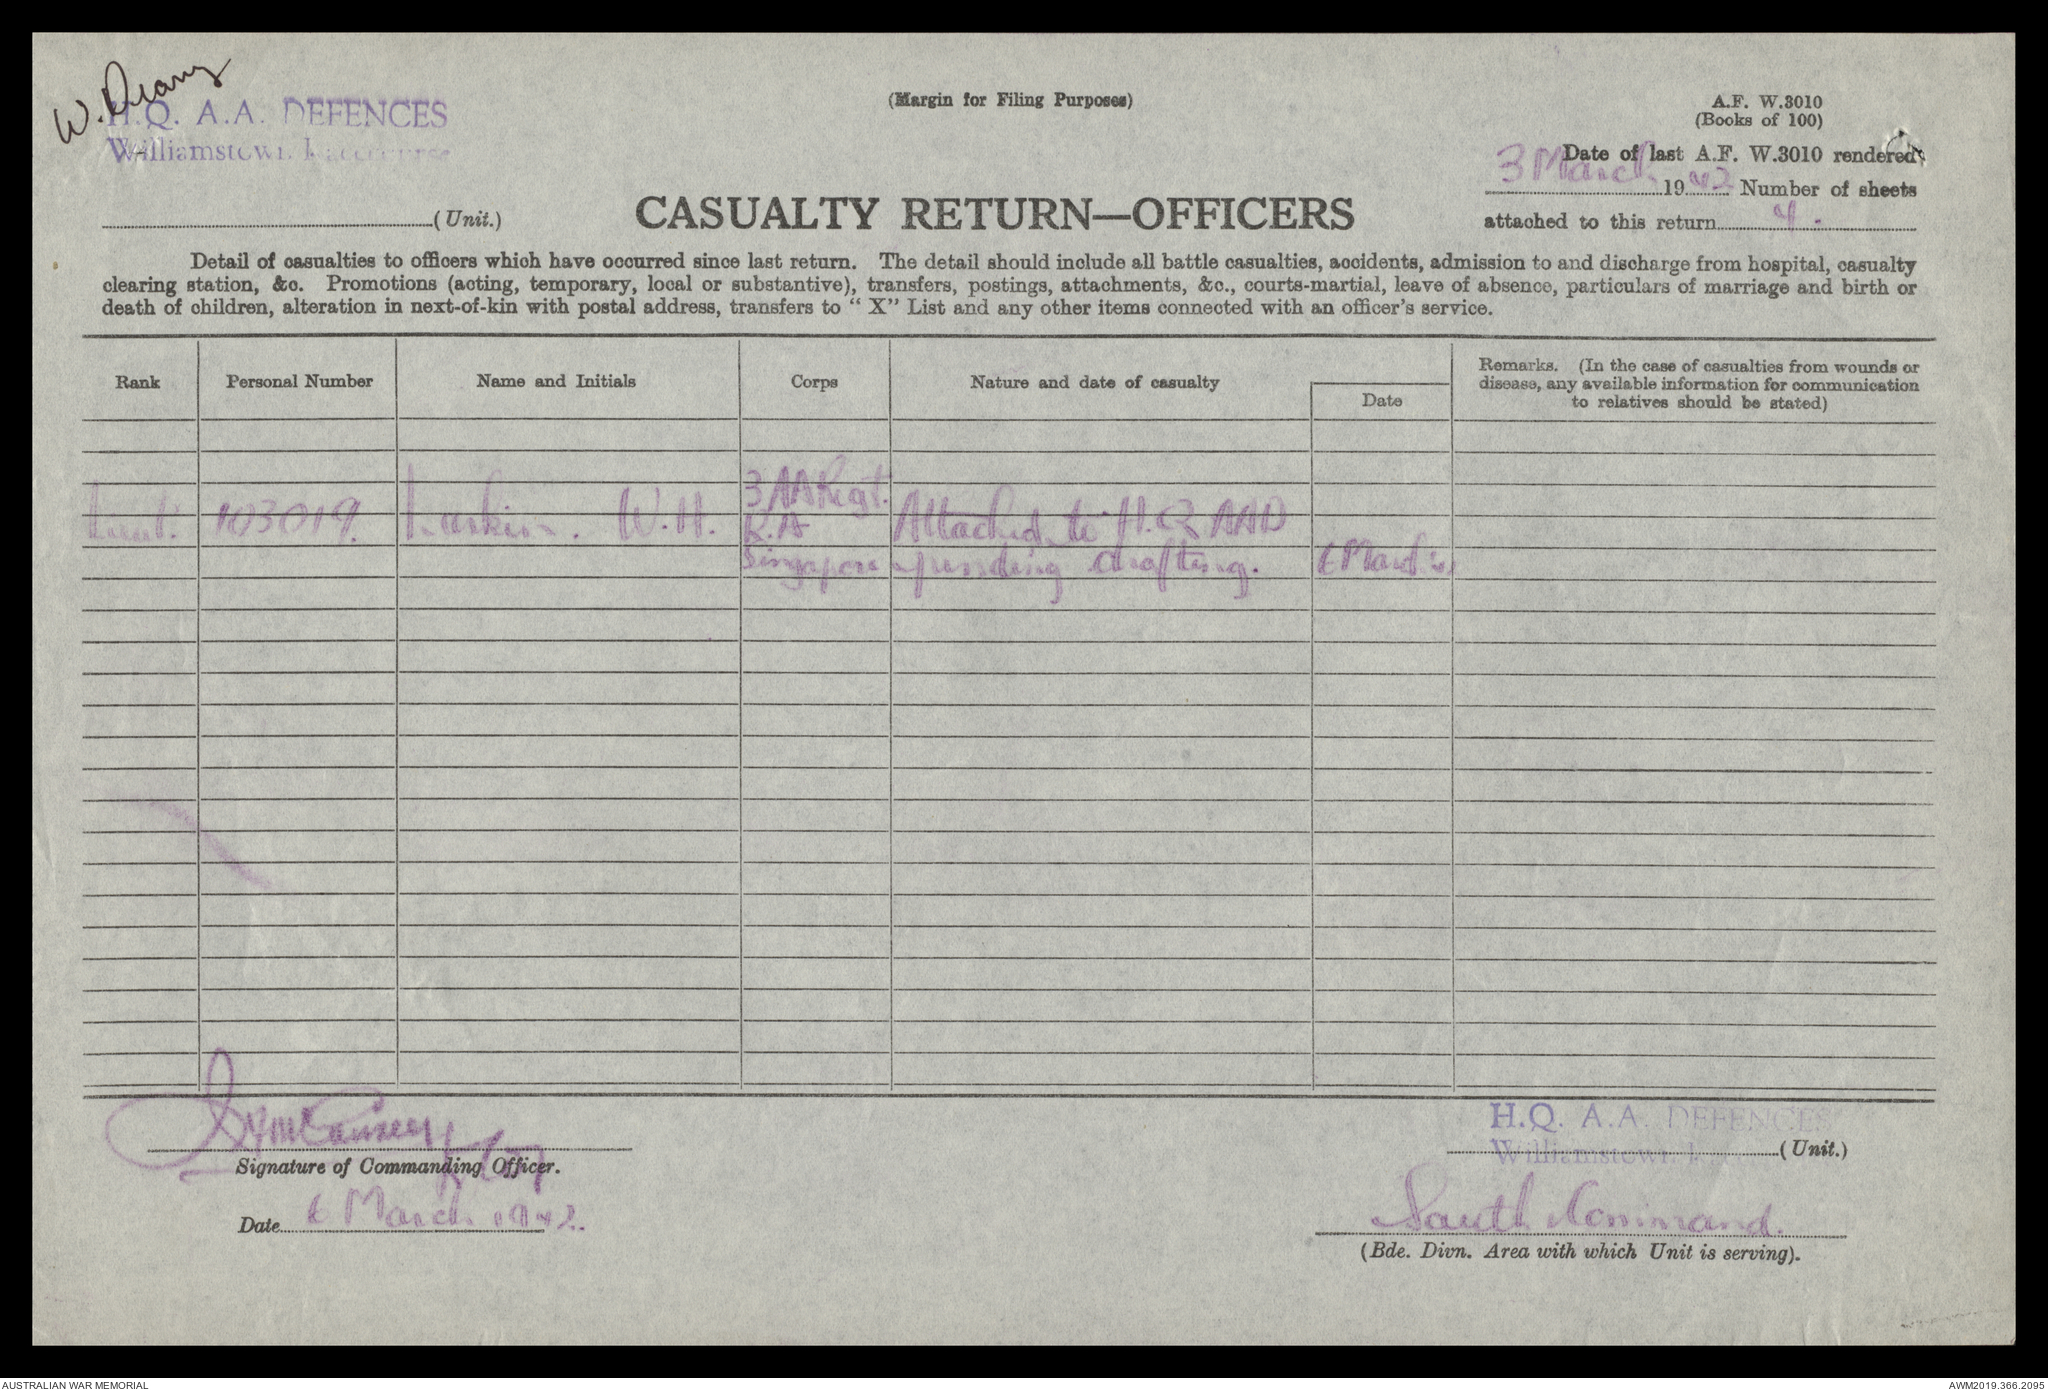 W. Diary
H.Q. A.A. DEFENCES
Williamstown.
(Margin for Filing Purposes)
A.F. W.3010
(Books of 100)
Date of last A.F. W.3010 rendered
3 March 1942 Number of sheets
attached to this return
(Unit.)
CASUALTY RETURN—OFFICERS
Detail of casualties to officers which have occurred since last return. The detail should include all battle casualties, accidents, admission to and discharge from hospital, casualty
clearing station, &c. Promotions (acting, temporary, local or substantive), transfers, postings, attachments, &c., courts-martial, leave of absence, particulars of marriage and birth or
death of children, alteration in next-of-kin with postal address, transfers to “ X” List and any other items connected with an officer's service.
Rank
Personal Number
Name and Initials
Corps
Nature and date of casualty
Date
Remarks. (In the case of casualties from wounds or
disease, any available information for communication
to relatives should be stated)
Lieut. 103019. Larkin. W.H.
3 AA Regt.
R.A
Singapore
Attached to H.Q AAD
pending drafting.
6 March
Signature of Commanding Officer.
Date 6 March 1942.
H.Q. A.A. DEFENCES
Williamstown. (Unit.)
South Command.
(Bde. Divn. Area with which Unit is serving).
AUSTRALIAN WAR MEMORIAL
AWM2019.366.2095